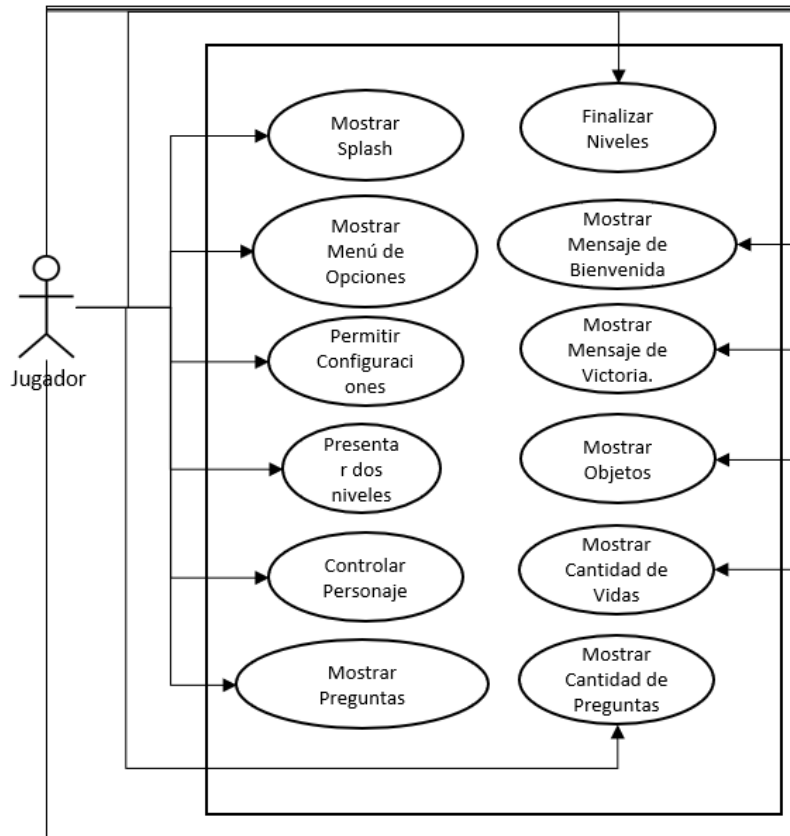 Jugador
Mostrar
Splash
Mostrar
Menú de
Opciones
Permitir
Configuraci
ones
Presenta
r dos
niveles
Controlar
Personaje
Mostrar
Preguntas
Finalizar
Niveles
Mostrar
Mensaje de
Bienvenida
Mostrar
Mensaje de
Victoria.
Mostrar
Objetos
Mostrar
Cantidad de
Vidas
Mostrar
Cantidad de
Preguntas